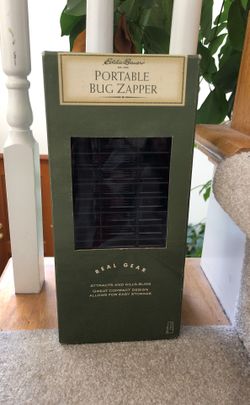 Eddie Bauer
PORTABLE
BUG ZAPPER
REAL GEAR
ATTRACTS AND KILLS BUGS
GREAT COMPACT DESIGN
ALLOWS FOR EASY STORAGE